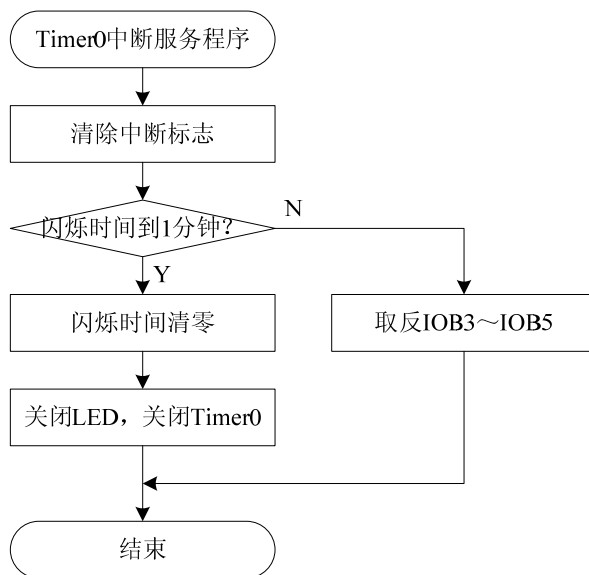 Timer0中断服务程序
清除中断标志
闪烁时间到1分钟?
N
Y
闪烁时间清零
取反IOB3～IOB5
关闭LED，关闭Timer0
结束